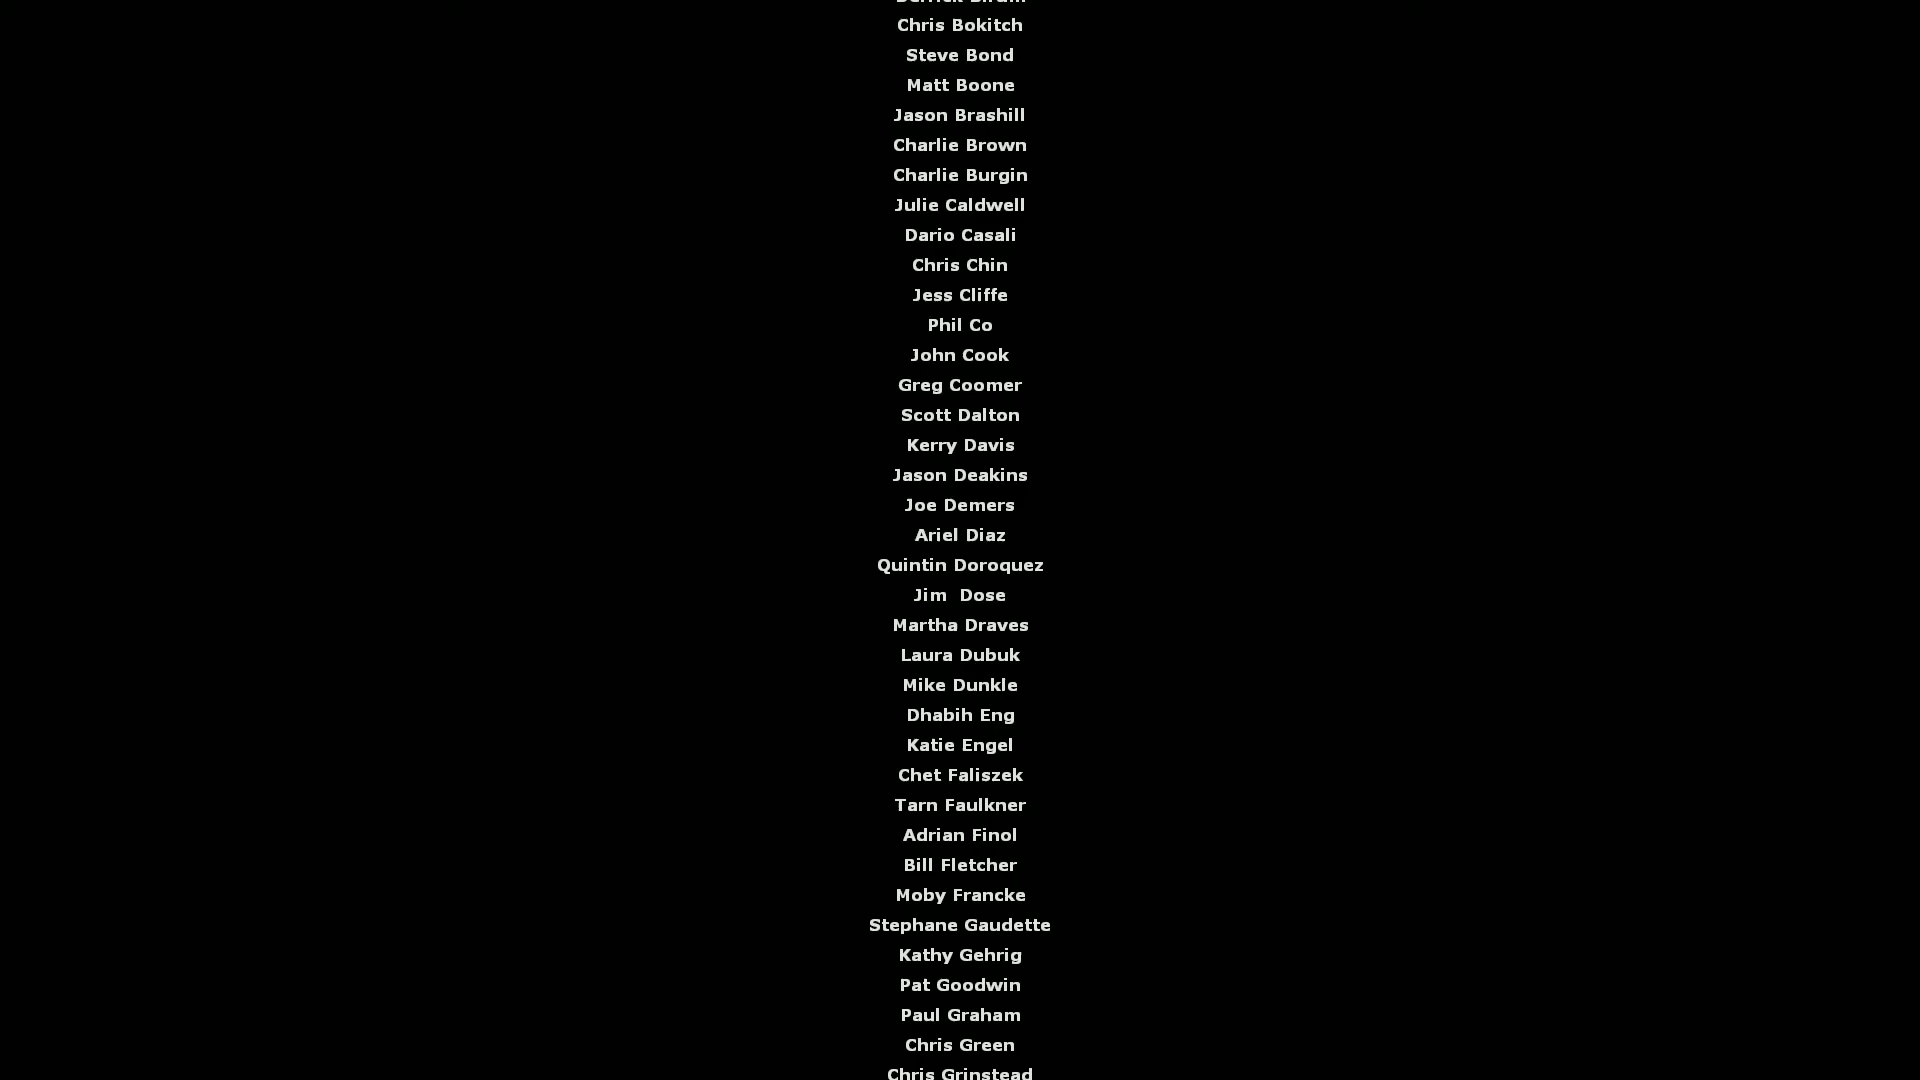 Chris Bokitch
Steve Bond
Matt Boone
Jason Brashill
Charlie Brown
Charlie Burgin
Julie Caldwell
Dario Casali
Chris Chin
Jess Cliffe
Phil Co
John Cook
Greg Coomer
Scott Dalton
Kerry Davis
Jason Deakins
Joe Demers
Ariel Diaz
Quintin Doroquez
Jim  Dose
Martha Draves
Laura Dubuk
Mike Dunkle
Dhabih Eng
Katie Engel
Chet Faliszek
Tarn Faulkner
Adrian Finol
Bill Fletcher
Moby Francke
Stephane Gaudette
Kathy Gehrig
Pat Goodwin
Paul Graham
Chris Green
Chris Grinstead